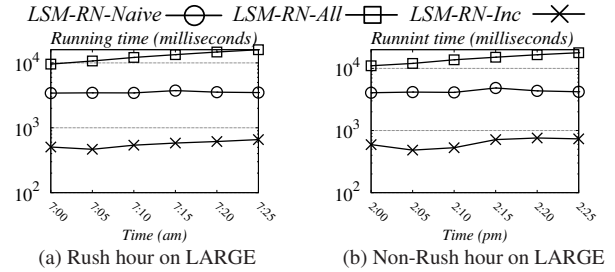 LSM-RN-Naive LSM-RN-All LSM-RN-Inc
Running time (milliseconds)
10^4
10^3
10^2
7:00 7:05 7:10 7:15 7:20 7:25
Time (am)
(a) Rush hour on LARGE
Runnint time (milliseconds)
10^4
10^3
10^2
2:00 2:05 2:10 2:15 2:20 2:25
Time (pm)
(b) Non-Rush hour on LARGE